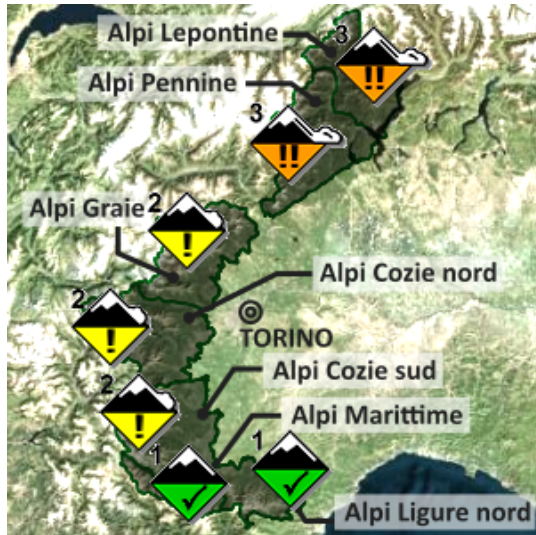 Alpi Lepontine
3
Alpi Pennine
3
!!
!!
Alpi Graie
2
!
Alpi Cozie nord
2
!
TORINO
Alpi Cozie sud
2
!
Alpi Marittime
1
1
Alpi Ligure nord